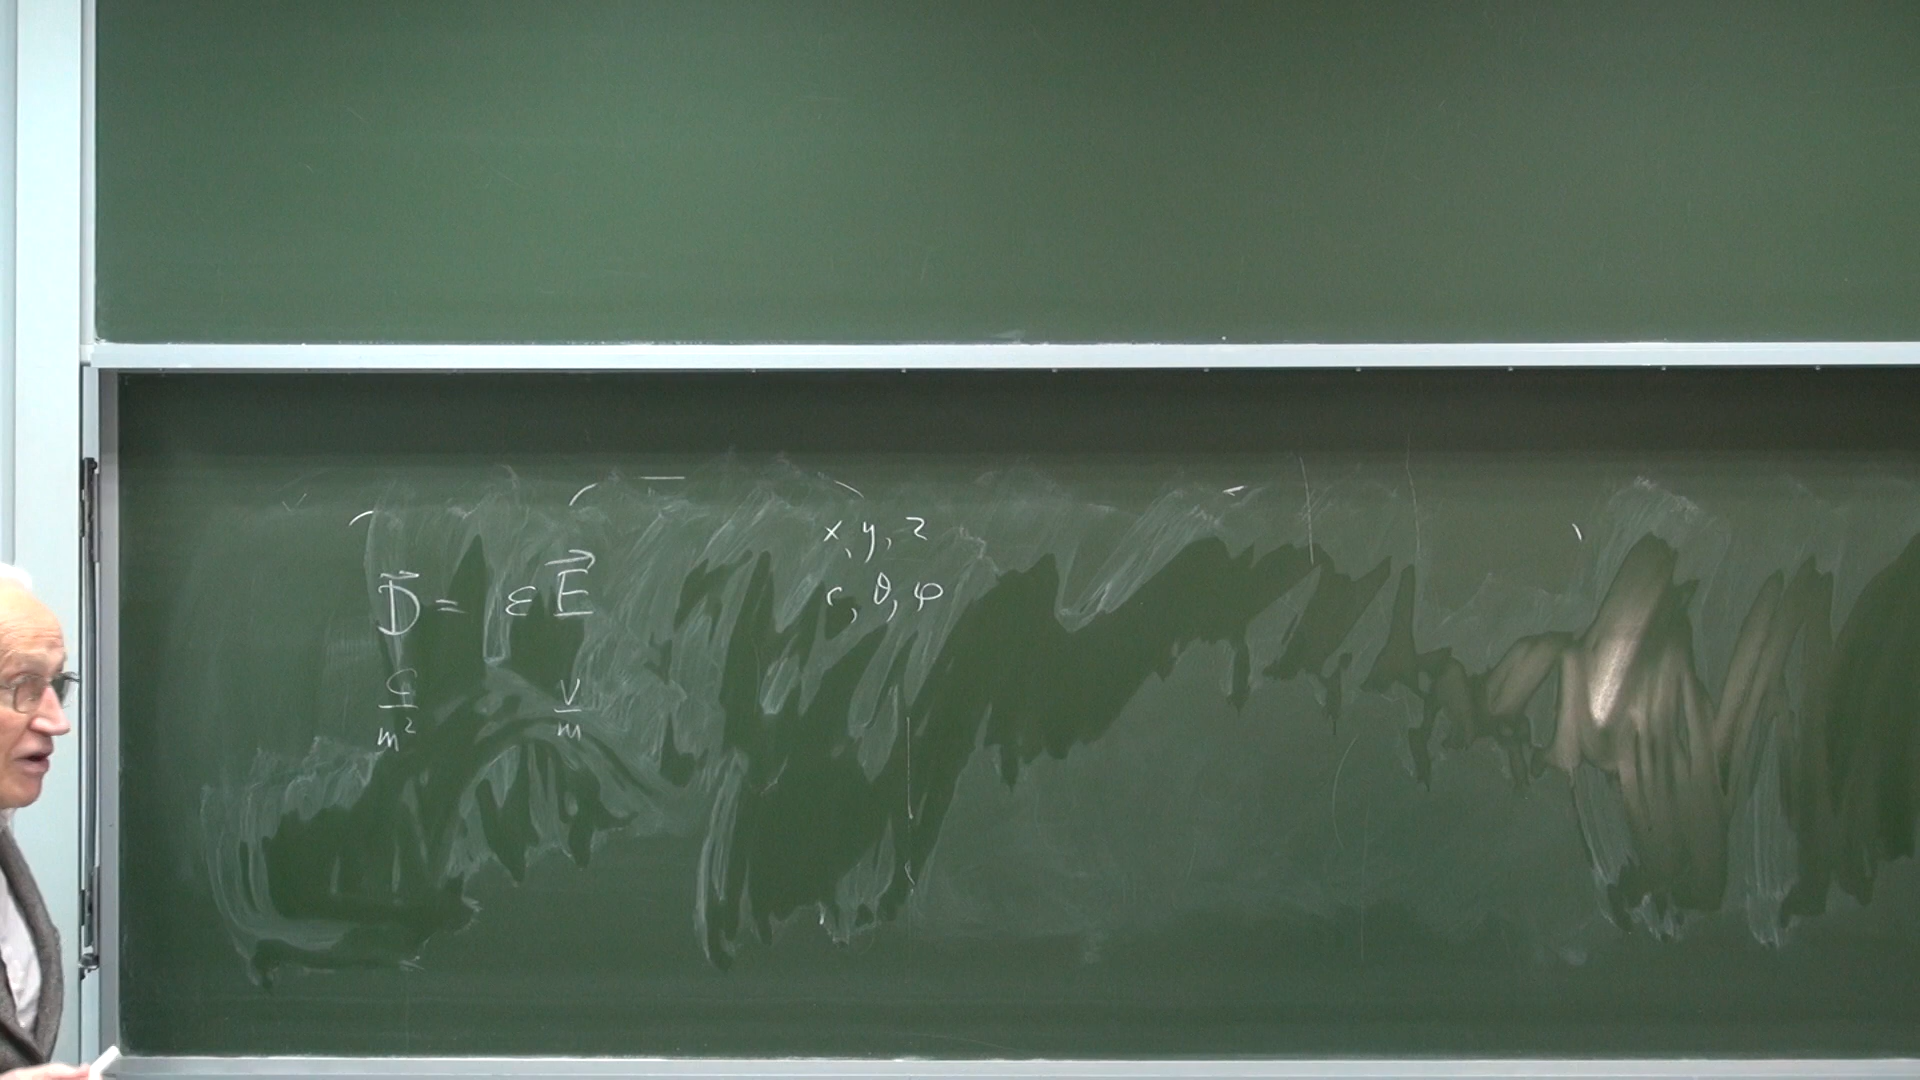 x, y, z
r, θ, φ
D⃗ = ε E⃗
C/m² V/m